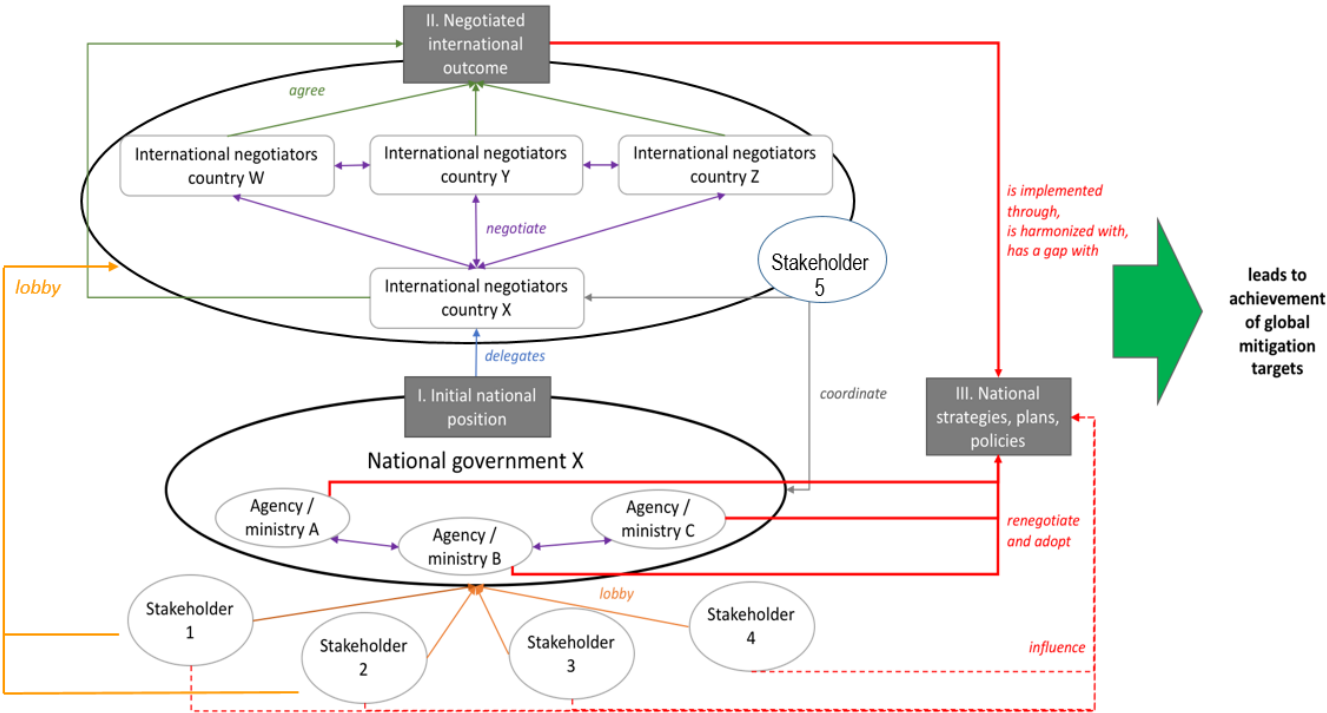 II. Negotiated
international
outcome
agree
International negotiators
country W
International negotiators
country Y
International negotiators
country Z
is implemented
through,
is harmonized with,
has a gap with
negotiate
Stakeholder
5
lobby
International negotiators
country X
leads to
achievement
of global
mitigation
targets
delegates
coordinate
I. Initial national
position
III. National
strategies, plans,
policies
National government X
Agency /
ministry A
Agency /
ministry B
Agency /
ministry C
renegotiate
and adopt
lobby
Stakeholder
1
Stakeholder
2
Stakeholder
3
Stakeholder
4
influence